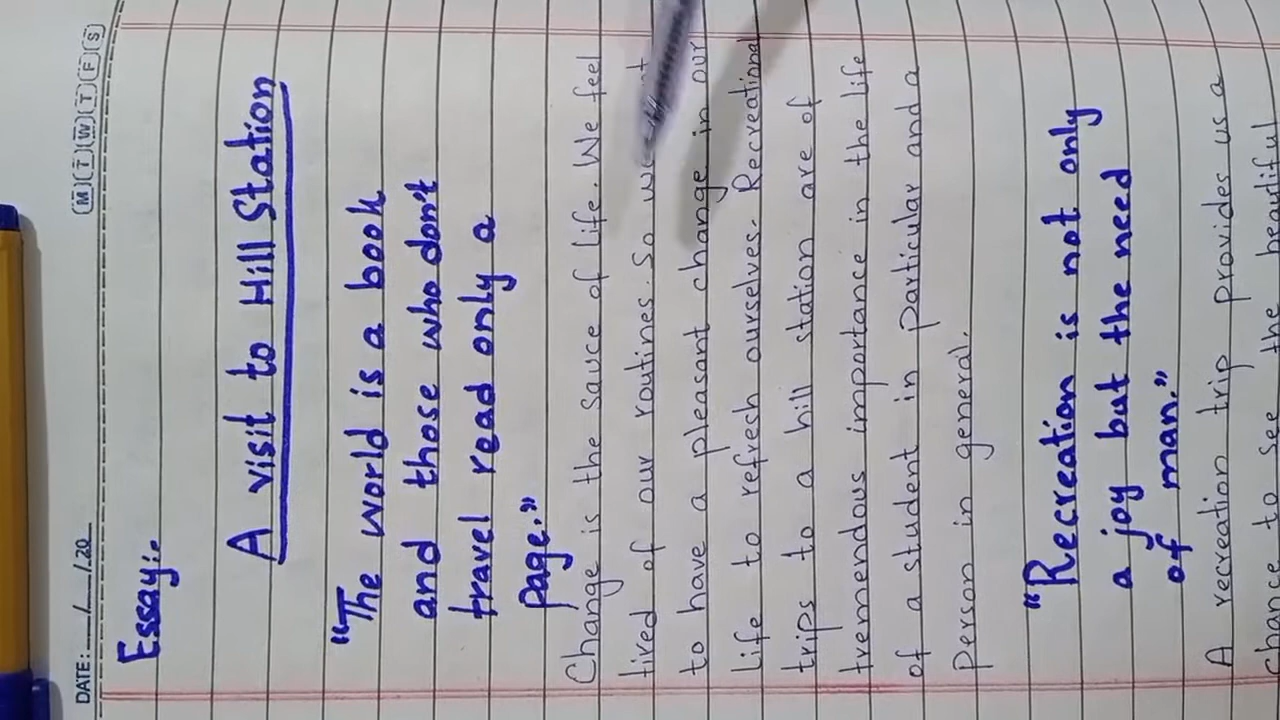 DATE: __/__/20__
M T W T F S
Essay:-
A visit to Hill Station
"The world is a book
and those who don't
travel read only a
page."
Change is the sauce of life. We feel
tired of our routines. So
to have a pleasant change in our
life to refresh ourselves. Recreational
trips to a hill station are of
tremendous importance in the life
of a student in particular and a
person in general.
"Recreation is not only
a joy but the need
of man."
A recreation trip provides us a
chance to see the beautiful